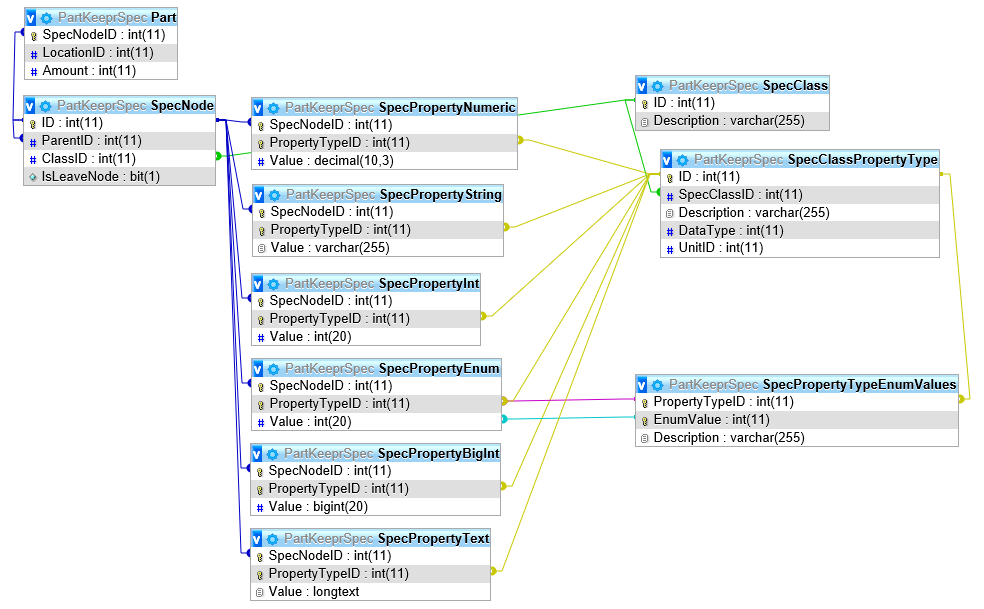 v PartKeeprSpec Part
SpecNodeID : int(11)
# LocationID : int(11)
# Amount : int(11)
v PartKeeprSpec SpecNode
ID : int(11)
# ParentID : int(11)
# ClassID : int(11)
IsLeaveNode : bit(1)
v PartKeeprSpec SpecPropertyNumeric
SpecNodeID : int(11)
PropertyTypeID : int(11)
# Value : decimal(10,3)
v PartKeeprSpec SpecPropertyString
SpecNodeID : int(11)
PropertyTypeID : int(11)
Value : varchar(255)
v PartKeeprSpec SpecPropertyInt
SpecNodeID : int(11)
PropertyTypeID : int(11)
# Value : int(20)
v PartKeeprSpec SpecPropertyEnum
SpecNodeID : int(11)
PropertyTypeID : int(11)
# Value : int(20)
v PartKeeprSpec SpecPropertyBigInt
SpecNodeID : int(11)
PropertyTypeID : int(11)
# Value : bigint(20)
v PartKeeprSpec SpecPropertyText
SpecNodeID : int(11)
PropertyTypeID : int(11)
Value : longtext
v PartKeeprSpec SpecClass
ID : int(11)
Description : varchar(255)
v PartKeeprSpec SpecClassPropertyType
ID : int(11)
# SpecClassID : int(11)
Description : varchar(255)
# DataType : int(11)
# UnitID : int(11)
v PartKeeprSpec SpecPropertyTypeEnumValues
PropertyTypeID : int(11)
EnumValue : int(11)
Description : varchar(255)